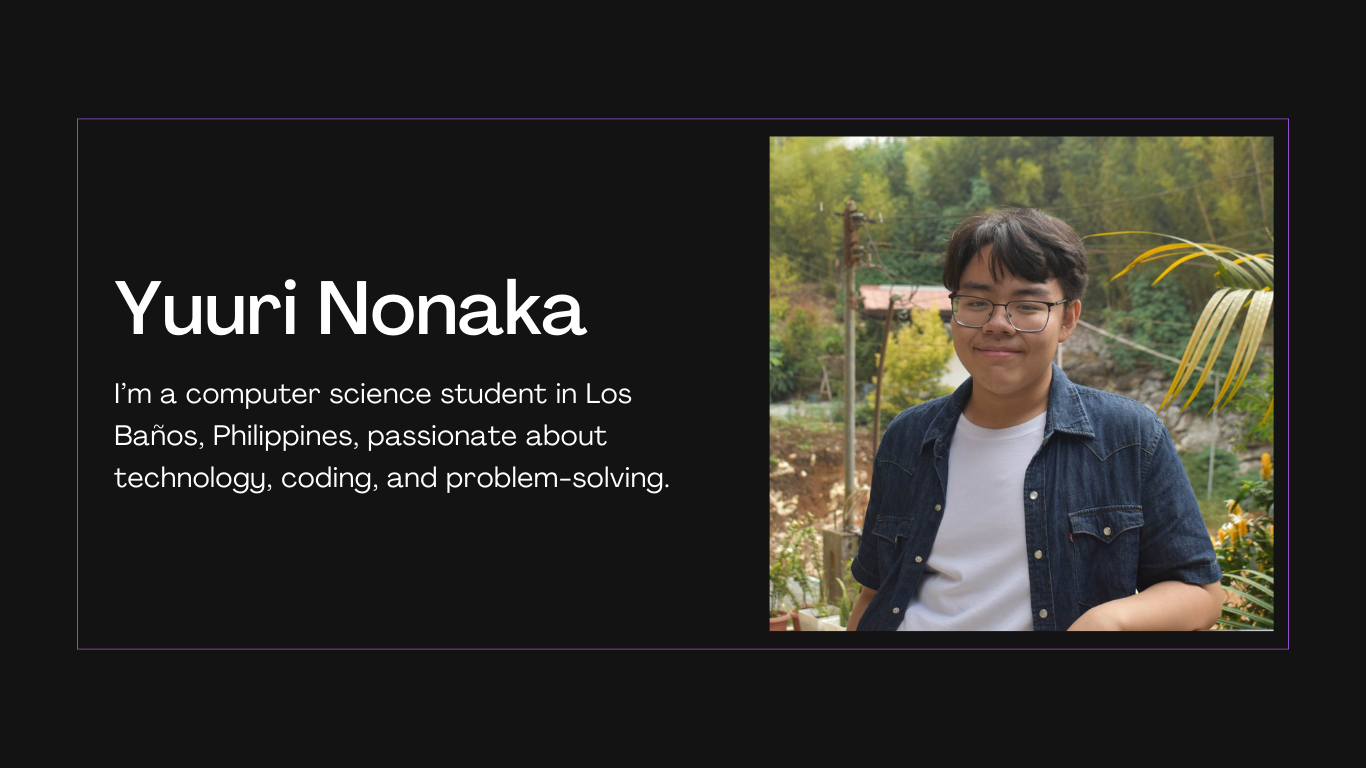 Yuuri Nonaka
I’m a computer science student in Los
Baños, Philippines, passionate about
technology, coding, and problem-solving.